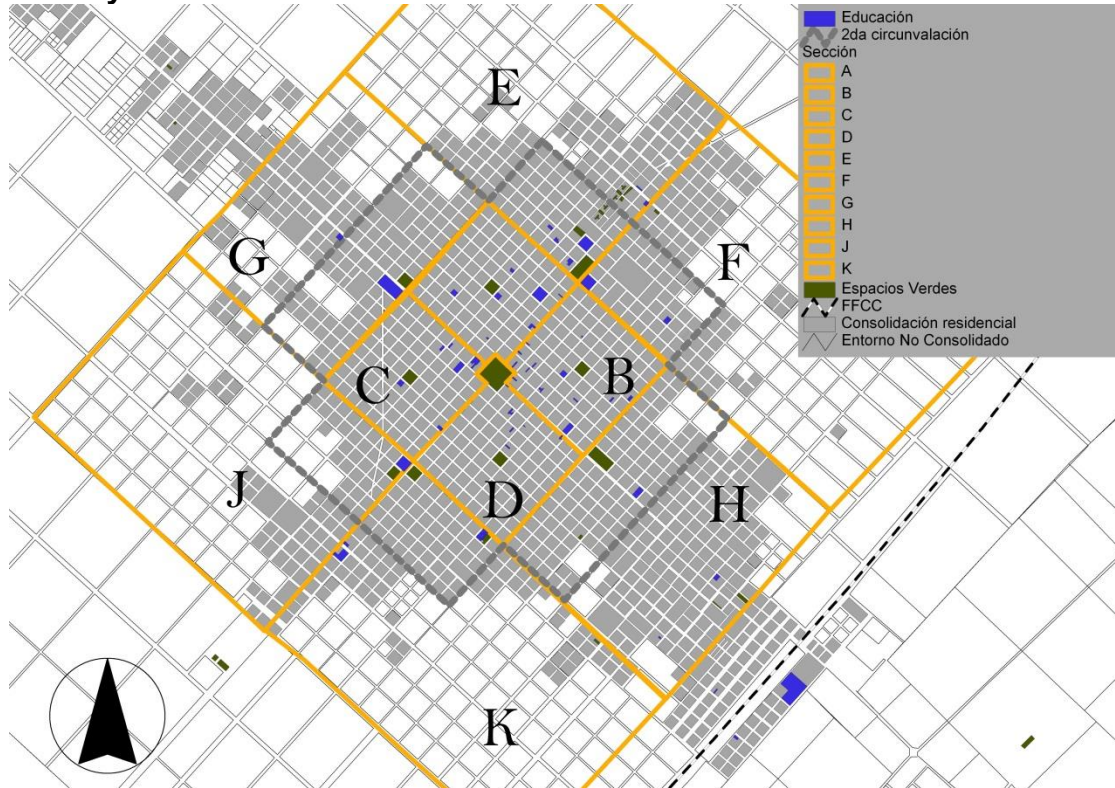 Educación
2da circunvalación
Sección
A
B
C
D
E
F
G
H
J
K
Espacios Verdes
FFCC
Consolidación residencial
Entorno No Consolidado
E
G
F
C
B
J
D
H
K